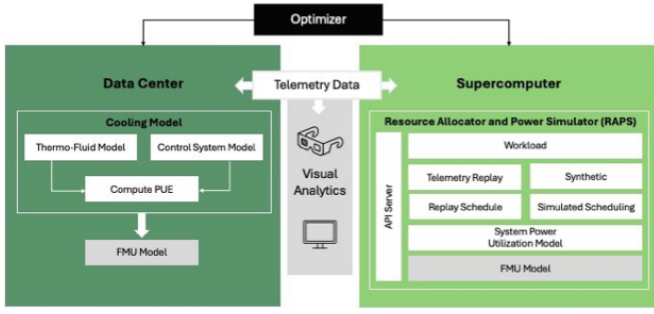 Optimizer
Data Center
Telemetry Data
Supercomputer
Cooling Model
Thermo-Fluid Model
Control System Model
Compute PUE
FMU Model
Visual
Analytics
Resource Allocator and Power Simulator (RAPS)
API Server
Workload
Telemetry Replay
Synthetic
Replay Schedule
Simulated Scheduling
System Power
Utilization Model
FMU Model